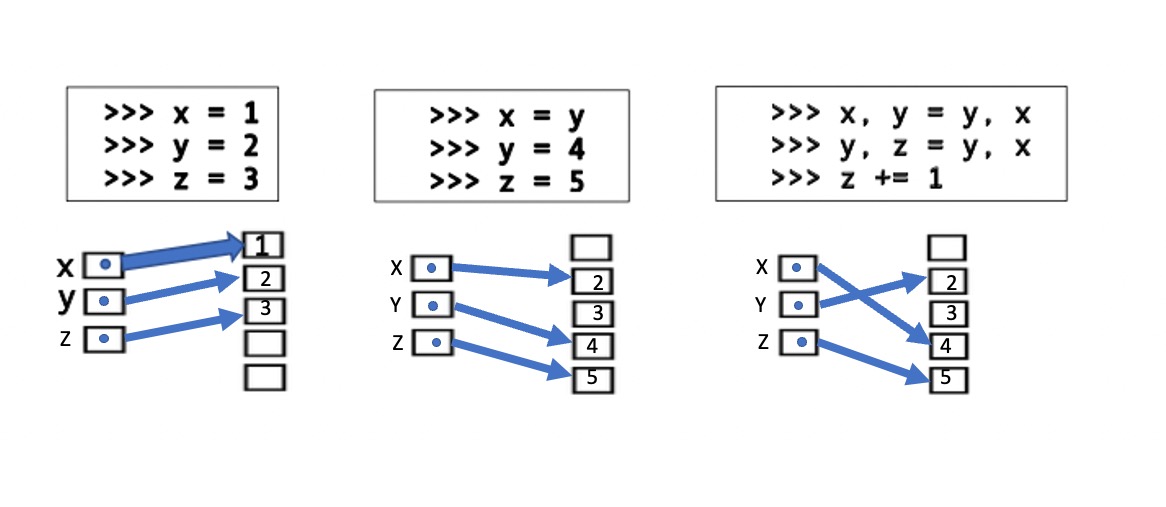 >>> x = 1
>>> y = 2
>>> z = 3
x
y
z
1
2
3
>>> x = y
>>> y = 4
>>> z = 5
X
Y
Z
2
3
4
5
>>> x, y = y, x
>>> y, z = y, x
>>> z += 1
X
Y
Z
2
3
4
5